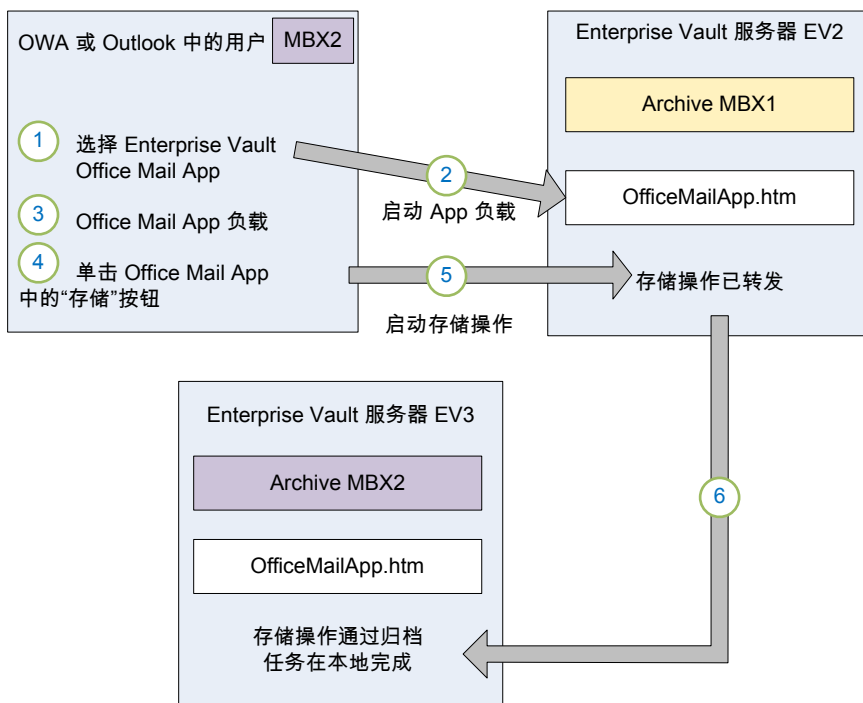 OWA 或 Outlook 中的用户
MBX2
1
选择 Enterprise Vault
Office Mail App
3
Office Mail App 负载
4
单击 Office Mail App
中的“存储”按钮
2
启动 App 负载
5
启动存储操作
Enterprise Vault 服务器 EV2
Archive MBX1
OfficeMailApp.htm
存储操作已转发
6
Enterprise Vault 服务器 EV3
Archive MBX2
OfficeMailApp.htm
存储操作通过归档
任务在本地完成